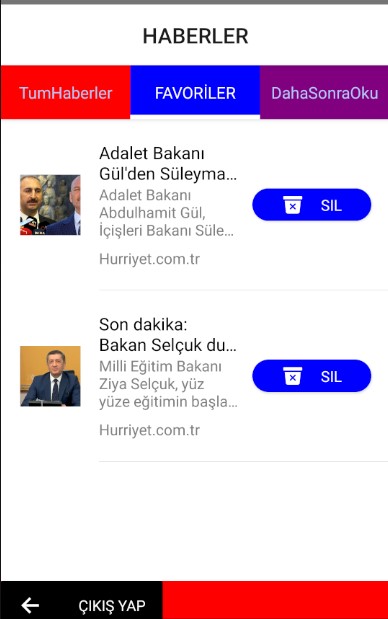 HABERLER
TumHaberler
FAVORİLER
DahaSonraOku
Adalet Bakanı
Gül'den Süleyma...
Adalet Bakanı
Abdulhamit Gül,
İçişleri Bakanı Süle...
Hurriyet.com.tr
SIL
Son dakika:
Bakan Selçuk du...
Milli Eğitim Bakanı
Ziya Selçuk, yüz
yüze eğitimin başla...
Hurriyet.com.tr
SIL
ÇIKIŞ YAP